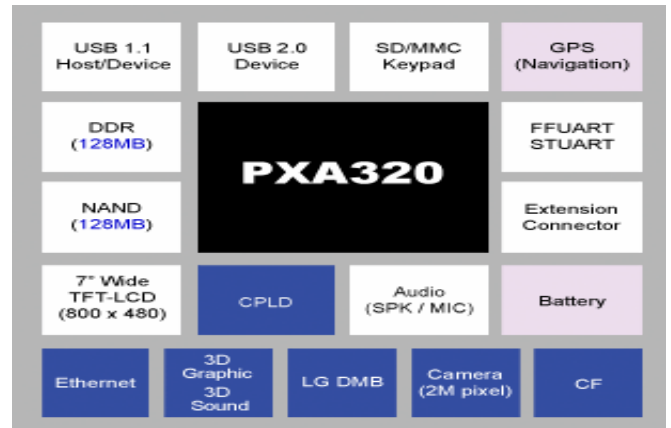 USB 1.1
Host/Device
USB 2.0
Device
SD/MMC
Keypad
GPS
(Navigation)
DDR
(128MB)
PXA320
FFUART
STUART
NAND
(128MB)
Extension
Connector
7" Wide
TFT-LCD
(800 x 480)
CPLD
Audio
(SPK / MIC)
Battery
Ethernet
3D
Graphic
3D
Sound
LG DMB
Camera
(2M pixel)
CF